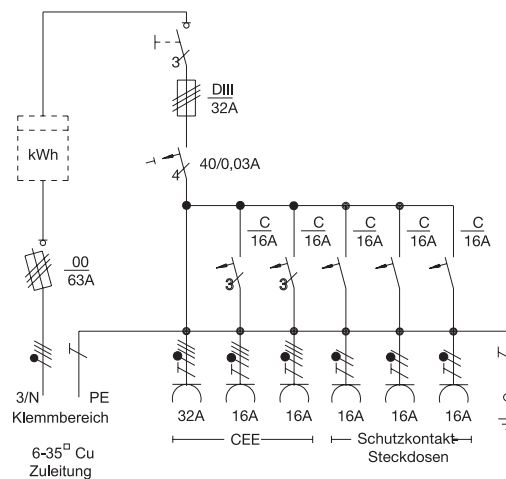 3
DIII
32A
kWh
4
40/0,03A
C
16A
C
16A
C
16A
C
16A
C
16A
3
3
00
63A
3/N PE
Klemmbereich
6-35□ Cu
Zuleitung
32A 16A 16A 16A 16A 16A
CEE
Schutzkontakt-
Steckdosen